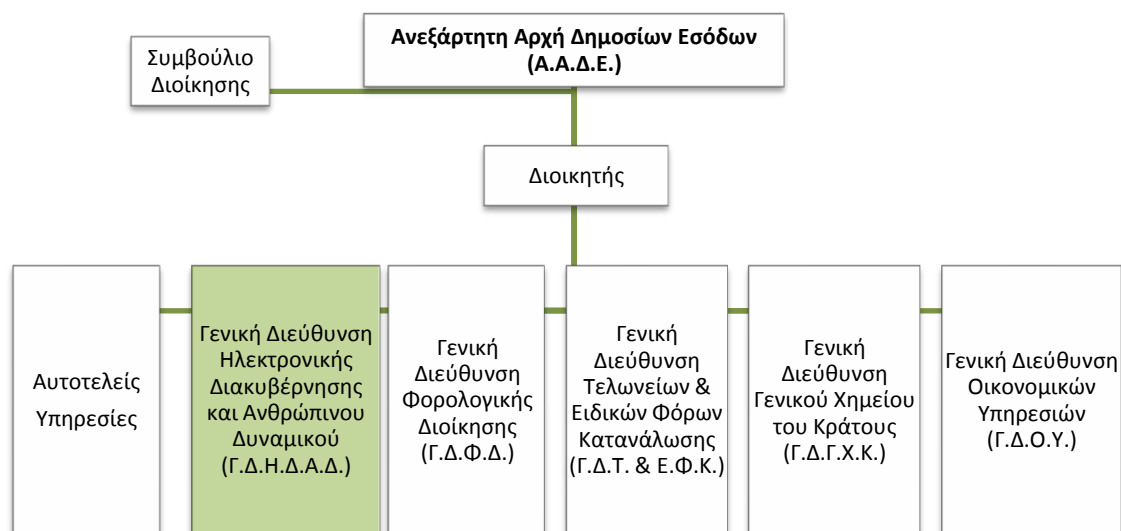 Ανεξάρτητη Αρχή Δημοσίων Εσόδων
(Α.Α.Δ.Ε.)
Συμβούλιο
Διοίκησης
Διοικητής
Αυτοτελείς
Υπηρεσίες
Γενική Διεύθυνση
Ηλεκτρονικής
Διακυβέρνησης
και Ανθρώπινου
Δυναμικού
(Γ.Δ.Η.Δ.Α.Δ.)
Γενική
Διεύθυνση
Φορολογικής
Διοίκησης
(Γ.Δ.Φ.Δ.)
Γενική
Διεύθυνση
Τελωνείων &
Ειδικών Φόρων
Κατανάλωσης
(Γ.Δ.Τ. & Ε.Φ.Κ.)
Γενική
Διεύθυνση
Γενικού Χημείου
του Κράτους
(Γ.Δ.Γ.Χ.Κ.)
Γενική Διεύθυνση
Οικονομικών
Υπηρεσιών
(Γ.Δ.Ο.Υ.)